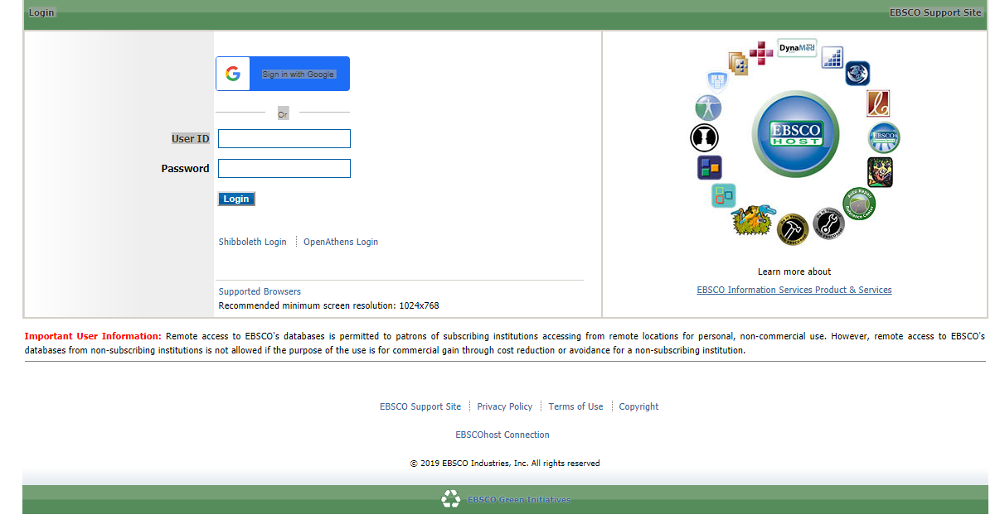 Login
EBSCO Support Site
Sign in with Google
Or
User ID
Password
Login
Shibboleth Login
OpenAthens Login
Supported Browsers
Recommended minimum screen resolution: 1024x768
DynaMed
EBSCO
HOST
EBSCO
Auto Repair
Reference Center
Learn more about
EBSCO Information Services Product & Services
Important User Information: Remote access to EBSCO's databases is permitted to patrons of subscribing institutions accessing from remote locations for personal, non-commercial use. However, remote access to EBSCO's
databases from non-subscribing institutions is not allowed if the purpose of the use is for commercial gain through cost reduction or avoidance for a non-subscribing institution.
EBSCO Support Site
Privacy Policy
Terms of Use
Copyright
EBSCOhost Connection
© 2019 EBSCO Industries, Inc. All rights reserved
EBSCO Green Initiatives